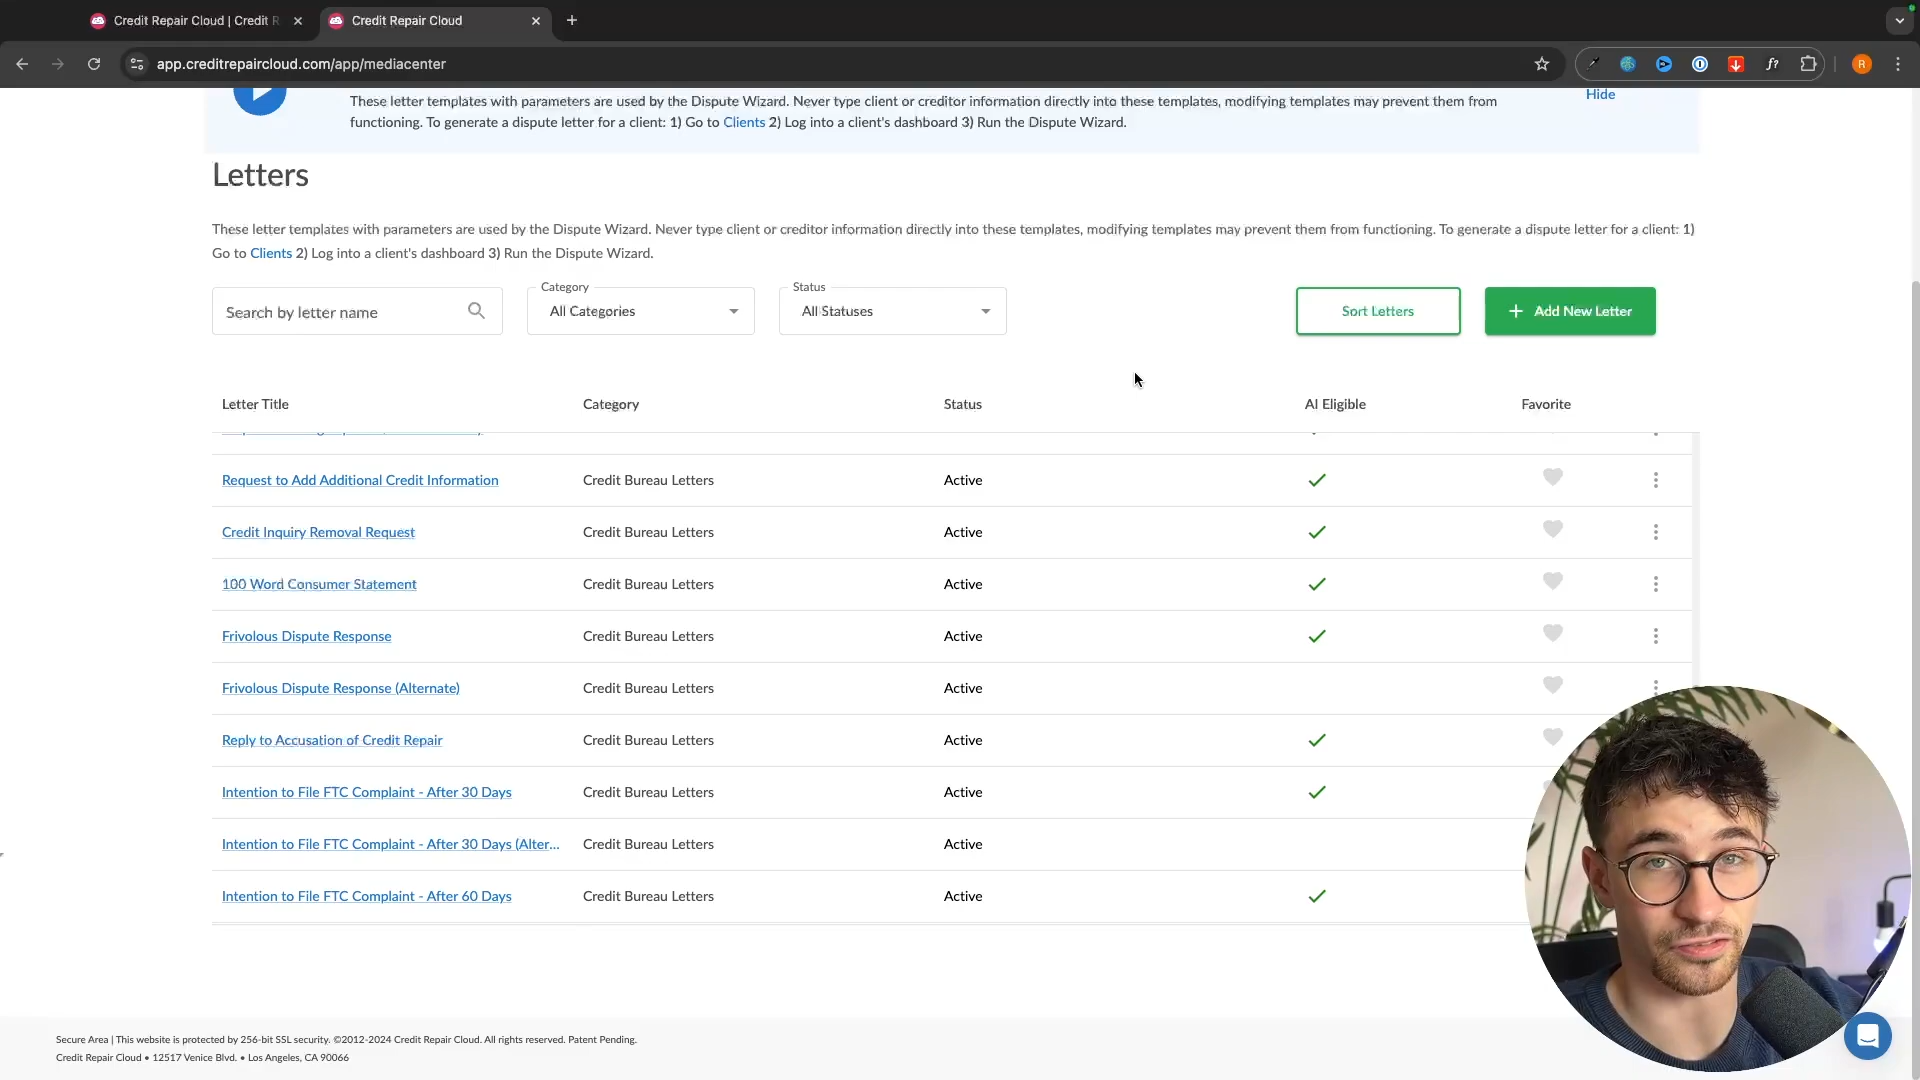 Credit Repair Cloud | Credit R
Credit Repair Cloud
app.creditrepaircloud.com/app/mediacenter
R
These letter templates with parameters are used by the Dispute Wizard. Never type client or creditor information directly into these templates, modifying templates may prevent them from
functioning. To generate a dispute letter for a client: 1) Go to Clients 2) Log into a client's dashboard 3) Run the Dispute Wizard.
Hide
Letters
These letter templates with parameters are used by the Dispute Wizard. Never type client or creditor information directly into these templates, modifying templates may prevent them from functioning. To generate a dispute letter for a client: 1)
Go to Clients 2) Log into a client's dashboard 3) Run the Dispute Wizard.
Search by letter name
Category
All Categories
Status
All Statuses
Sort Letters
+ Add New Letter
Letter Title Category Status AI Eligible Favorite
Request to Add Additional Credit Information Credit Bureau Letters Active
Credit Inquiry Removal Request Credit Bureau Letters Active
100 Word Consumer Statement Credit Bureau Letters Active
Frivolous Dispute Response Credit Bureau Letters Active
Frivolous Dispute Response (Alternate) Credit Bureau Letters Active
Reply to Accusation of Credit Repair Credit Bureau Letters Active
Intention to File FTC Complaint - After 30 Days Credit Bureau Letters Active
Intention to File FTC Complaint - After 30 Days (Alter... Credit Bureau Letters Active
Intention to File FTC Complaint - After 60 Days Credit Bureau Letters Active
Secure Area | This website is protected by 256-bit SSL security. ©2012-2024 Credit Repair Cloud. All rights reserved. Patent Pending.
Credit Repair Cloud • 12517 Venice Blvd. • Los Angeles, CA 90066